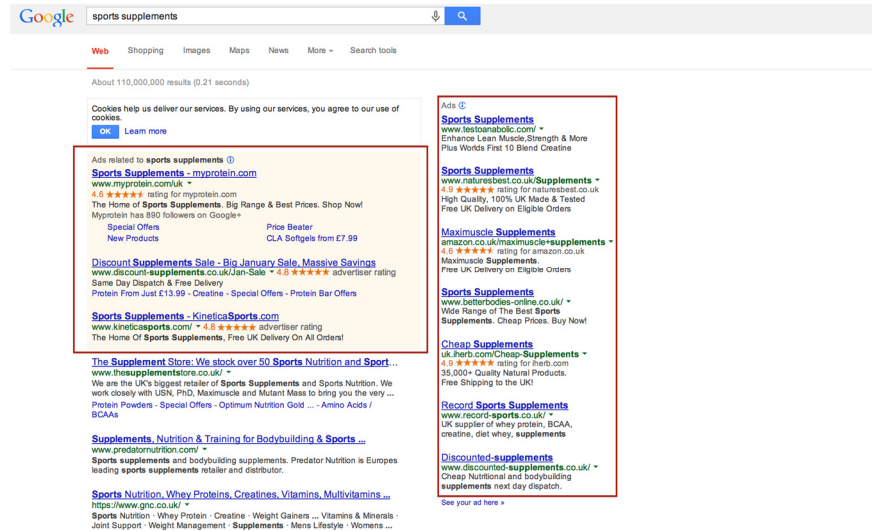 Google
sports supplements
Web Shopping Images Maps News More Search tools
About 110,000,000 results (0.21 seconds)
Cookies help us deliver our services. By using our services, you agree to our use of
cookies.
OK Learn more
Ads related to sports supplements
Sports Supplements - myprotein.com
www.myprotein.com/uk
4.6 ★★★★★ rating for myprotein.com
The Home of Sports Supplements. Big Range & Best Prices. Shop Now!
Myprotein has 890 followers on Google+
Special Offers Price Beater
New Products CLA Softgels from £7.99
Discount Supplements Sale - Big January Sale, Massive Savings
www.discount-supplements.co.uk/Jan-Sale 4.8 ★★★★★ advertiser rating
Same Day Dispatch & Free Delivery
Protein From Just £13.99 - Creatine - Special Offers - Protein Bar Offers
Sports Supplements - KineticaSports.com
www.kineticasports.com/ 4.8 ★★★★★ advertiser rating
The Home Of Sports Supplements, Free UK Delivery On All Orders!
The Supplement Store: We stock over 50 Sports Nutrition and Sport...
www.thesupplementstore.co.uk/
We are the UK's biggest retailer of Sports Supplements and Sports Nutrition. We
work closely with USN, PhD, Maximuscle and Mutant Mass to bring you the very ...
Protein Powders - Special Offers - Optimum Nutrition Gold ... - Amino Acids /
BCAAs
Supplements, Nutrition & Training for Bodybuilding & Sports ...
www.predatornutrition.com/
Sports supplements and bodybuilding supplements. Predator Nutrition is Europes
leading sports supplements retailer and distributor.
Sports Nutrition, Whey Proteins, Creatines, Vitamins, Multivitamins ...
https://www.gnc.co.uk/
Sports Nutrition · Whey Protein · Creatine · Weight Gainers ... Vitamins & Minerals ·
Joint Support · Weight Management · Supplements · Mens Lifestyle · Womens ...
Ads
Sports Supplements
www.testoanabolic.com/
Enhance Lean Muscle,Strength & More
Plus Worlds First 10 Blend Creatine
Sports Supplements
www.naturesbest.co.uk/Supplements
4.9 ★★★★★ rating for naturesbest.co.uk
High Quality, 100% UK Made & Tested
Free UK Delivery on Eligible Orders
Maximuscle Supplements
amazon.co.uk/maximuscle+supplements
4.6 ★★★★★ rating for amazon.co.uk
Maximuscle Supplements.
Free UK Delivery on Eligible Orders
Sports Supplements
www.betterbodies-online.co.uk/
Wide Range of The Best Sports
Supplements. Cheap Prices. Buy Now!
Cheap Supplements
uk.iherb.com/Cheap-Supplements
4.9 ★★★★★ rating for iherb.com
35,000+ Quality Natural Products.
Free Shipping to the UK!
Record Sports Supplements
www.record-sports.co.uk/
UK supplier of whey protein, BCAA,
creatine, diet whey, supplements
Discounted-supplements
www.discounted-supplements.co.uk/
Cheap Nutritional and bodybuilding
supplements next day dispatch.
See your ad here »